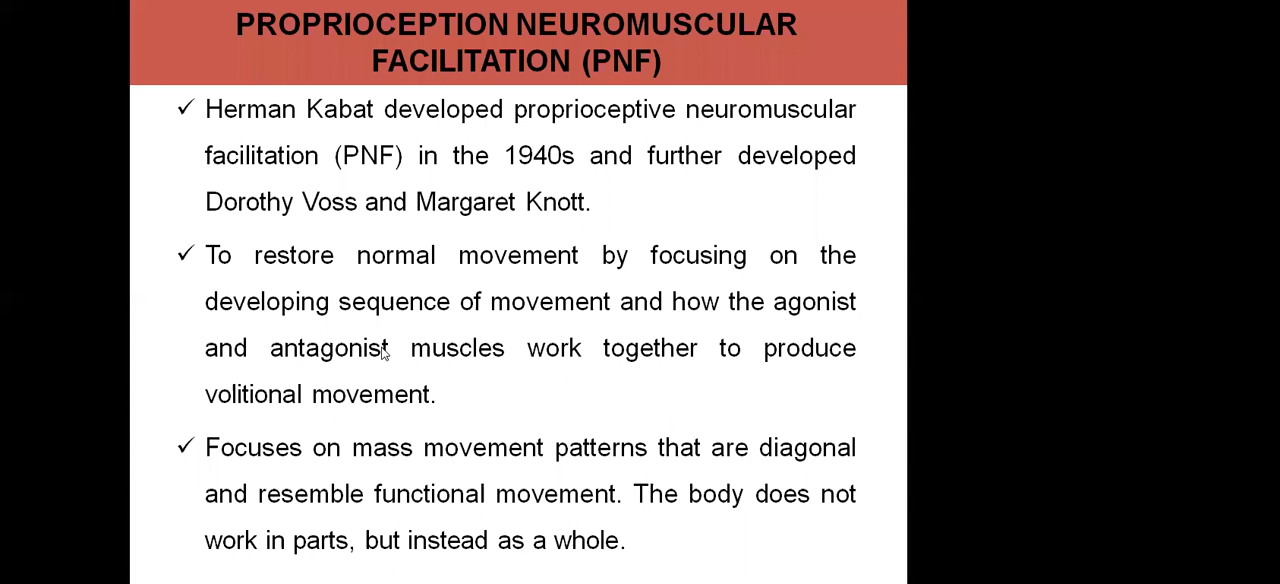 PROPRIOCEPTION NEUROMUSCULAR
FACILITATION (PNF)
✓ Herman Kabat developed proprioceptive neuromuscular
facilitation (PNF) in the 1940s and further developed
Dorothy Voss and Margaret Knott.
✓ To restore normal movement by focusing on the
developing sequence of movement and how the agonist
and antagonist muscles work together to produce
volitional movement.
✓ Focuses on mass movement patterns that are diagonal
and resemble functional movement. The body does not
work in parts, but instead as a whole.